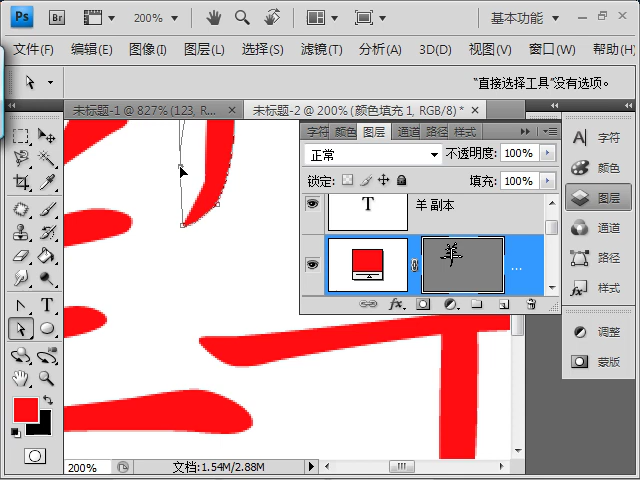 Ps Br 200% 基本功能
文件(F) 编辑(E) 图像(I) 图层(L) 选择(S) 滤镜(T) 分析(A) 3D(D) 视图(V) 窗口(W) 帮助(H)
“直接选择工具”没有选项。
未标题-1 @ 827% (123, R... × 未标题-2 @ 200% (颜色填充 1, RGB/8) * ×
字符 颜色 图层 通道 路径 样式
正常 不透明度: 100%
锁定: 填充: 100%
T 羊 副本
羊 ...
fx
A 字符
颜色
图层
通道
路径
样式
调整
蒙版
T
200% 文档:1.54M/2.88M